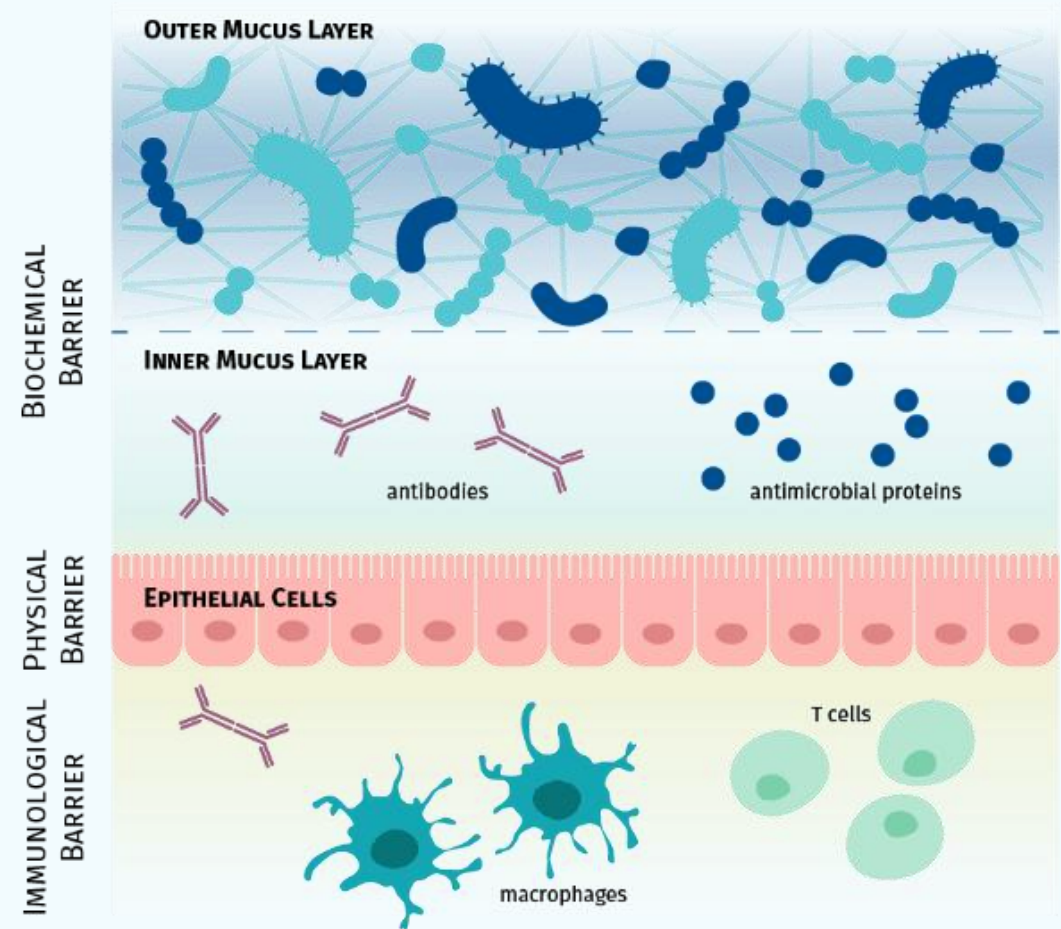 OUTER MUCUS LAYER
BIOCHEMICAL
BARRIER
INNER MUCUS LAYER
antibodies
antimicrobial proteins
PHYSICAL
BARRIER
EPITHELIAL CELLS
IMMUNOLOGICAL
BARRIER
T cells
macrophages